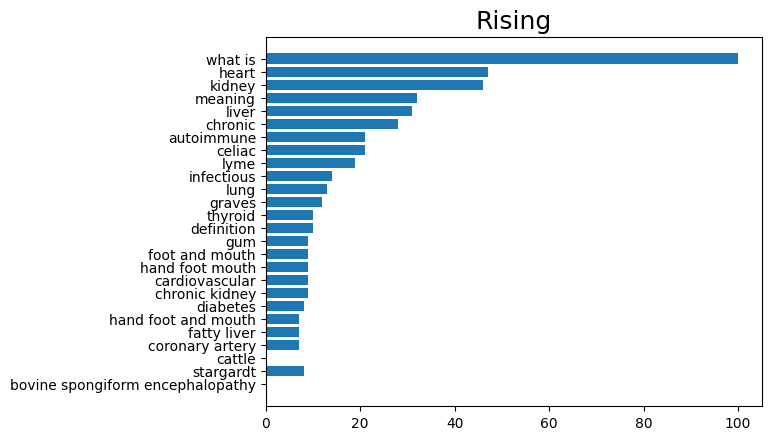 Rising
what is
heart
kidney
meaning
liver
chronic
autoimmune
celiac
lyme
infectious
lung
graves
thyroid
definition
gum
foot and mouth
hand foot mouth
cardiovascular
chronic kidney
diabetes
hand foot and mouth
fatty liver
coronary artery
cattle
stargardt
bovine spongiform encephalopathy
0 20 40 60 80 100